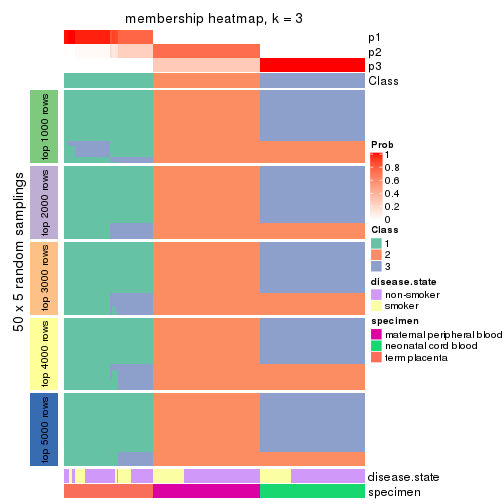 membership heatmap, k = 3
p1
p2
p3
Class
50 x 5 random samplings
top 1000 rows
top 2000 rows
top 3000 rows
top 4000 rows
top 5000 rows
disease.state
specimen
Prob
1
0.8
0.6
0.4
0.2
0
Class
1
2
3
disease.state
non-smoker
smoker
specimen
maternal peripheral blood
neonatal cord blood
term placenta